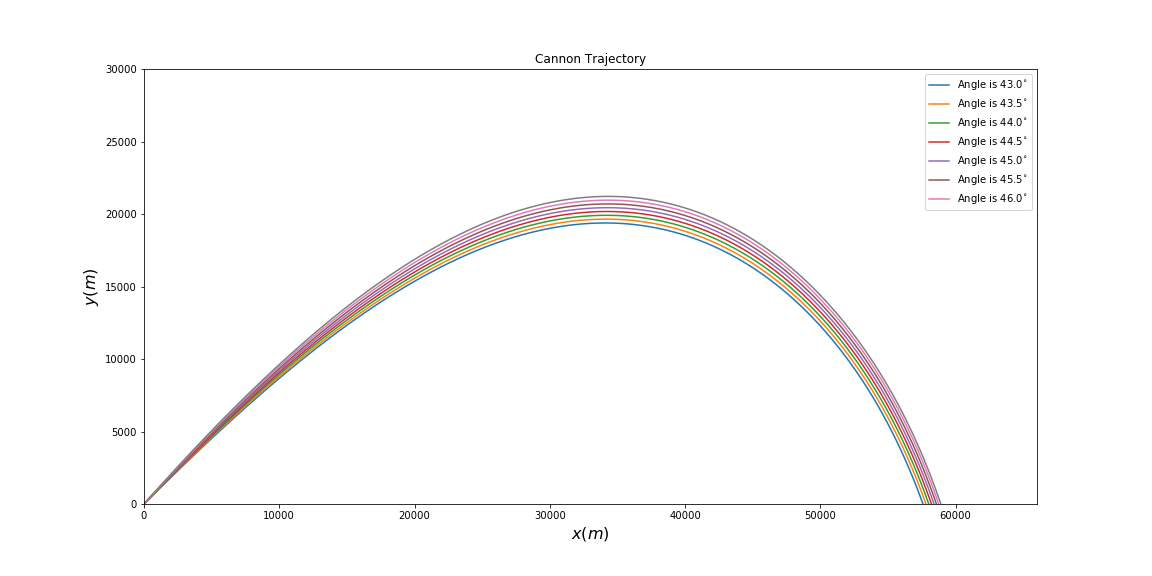 Cannon Trajectory
30000
25000
20000
15000
10000
5000
0
y(m)
Angle is 43.0°
Angle is 43.5°
Angle is 44.0°
Angle is 44.5°
Angle is 45.0°
Angle is 45.5°
Angle is 46.0°
0 10000 20000 30000 40000 50000 60000
x(m)